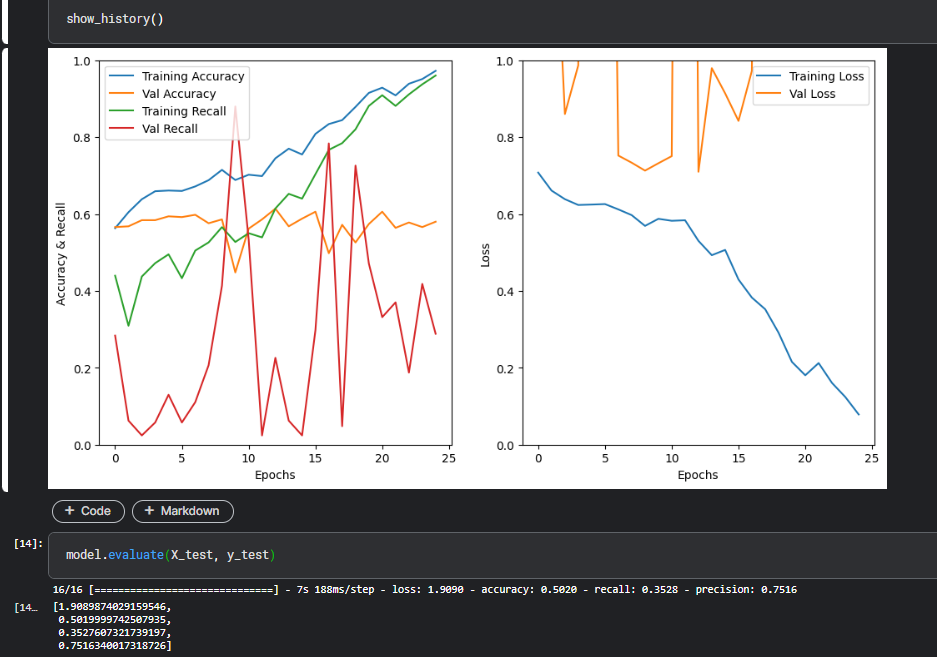 show_history()
1.0
0.8
0.6
0.4
0.2
0.0
Accuracy & Recall
Training Accuracy
Val Accuracy
Training Recall
Val Recall
0 5 10 15 20 25
Epochs
1.0
0.8
0.6
0.4
0.2
0.0
Loss
Training Loss
Val Loss
0 5 10 15 20 25
Epochs
+ Code + Markdown
[14]:
model.evaluate(X_test, y_test)
16/16 [==============================] - 7s 188ms/step - loss: 1.9090 - accuracy: 0.5020 - recall: 0.3528 - precision: 0.7516
[14… [1.9089874029159546,
0.5019999742507935,
0.3527607321739197,
0.7516340017318726]